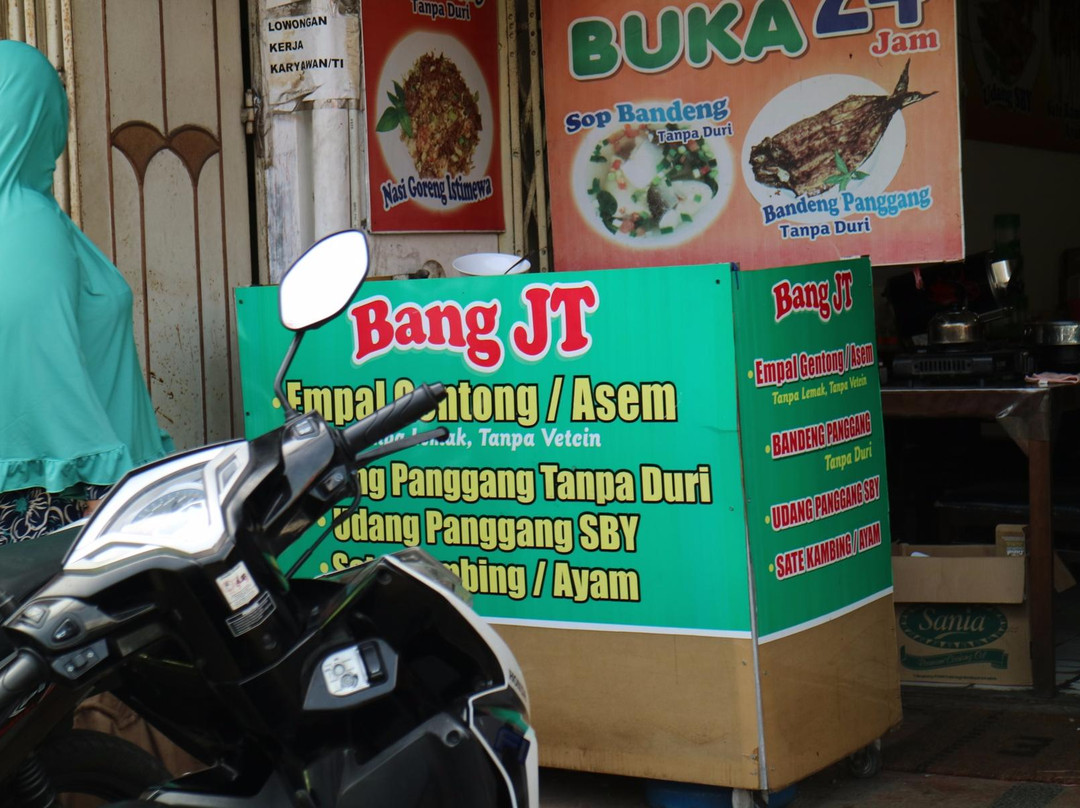 LOWONGAN
KERJA
KARYAWAN/TI
Tanpa Duri
Nasi Goreng Istimewa
BUKA 24
Jam
Sop Bandeng
Tanpa Duri
Bandeng Panggang
Tanpa Duri
Bang JT
Empal Gentong / Asem
Lemak, Tanpa Vetein
Panggang Tanpa Duri
Udang Panggang SBY
/ Ayam
Bang JT
Empal Gentong / Asem
Tanpa Lemak, Tanpa Vetein
BANDENG PANGGANG
Tanpa Duri
UDANG PANGGANG SBY
SATE KAMBING / AYAM
Sania